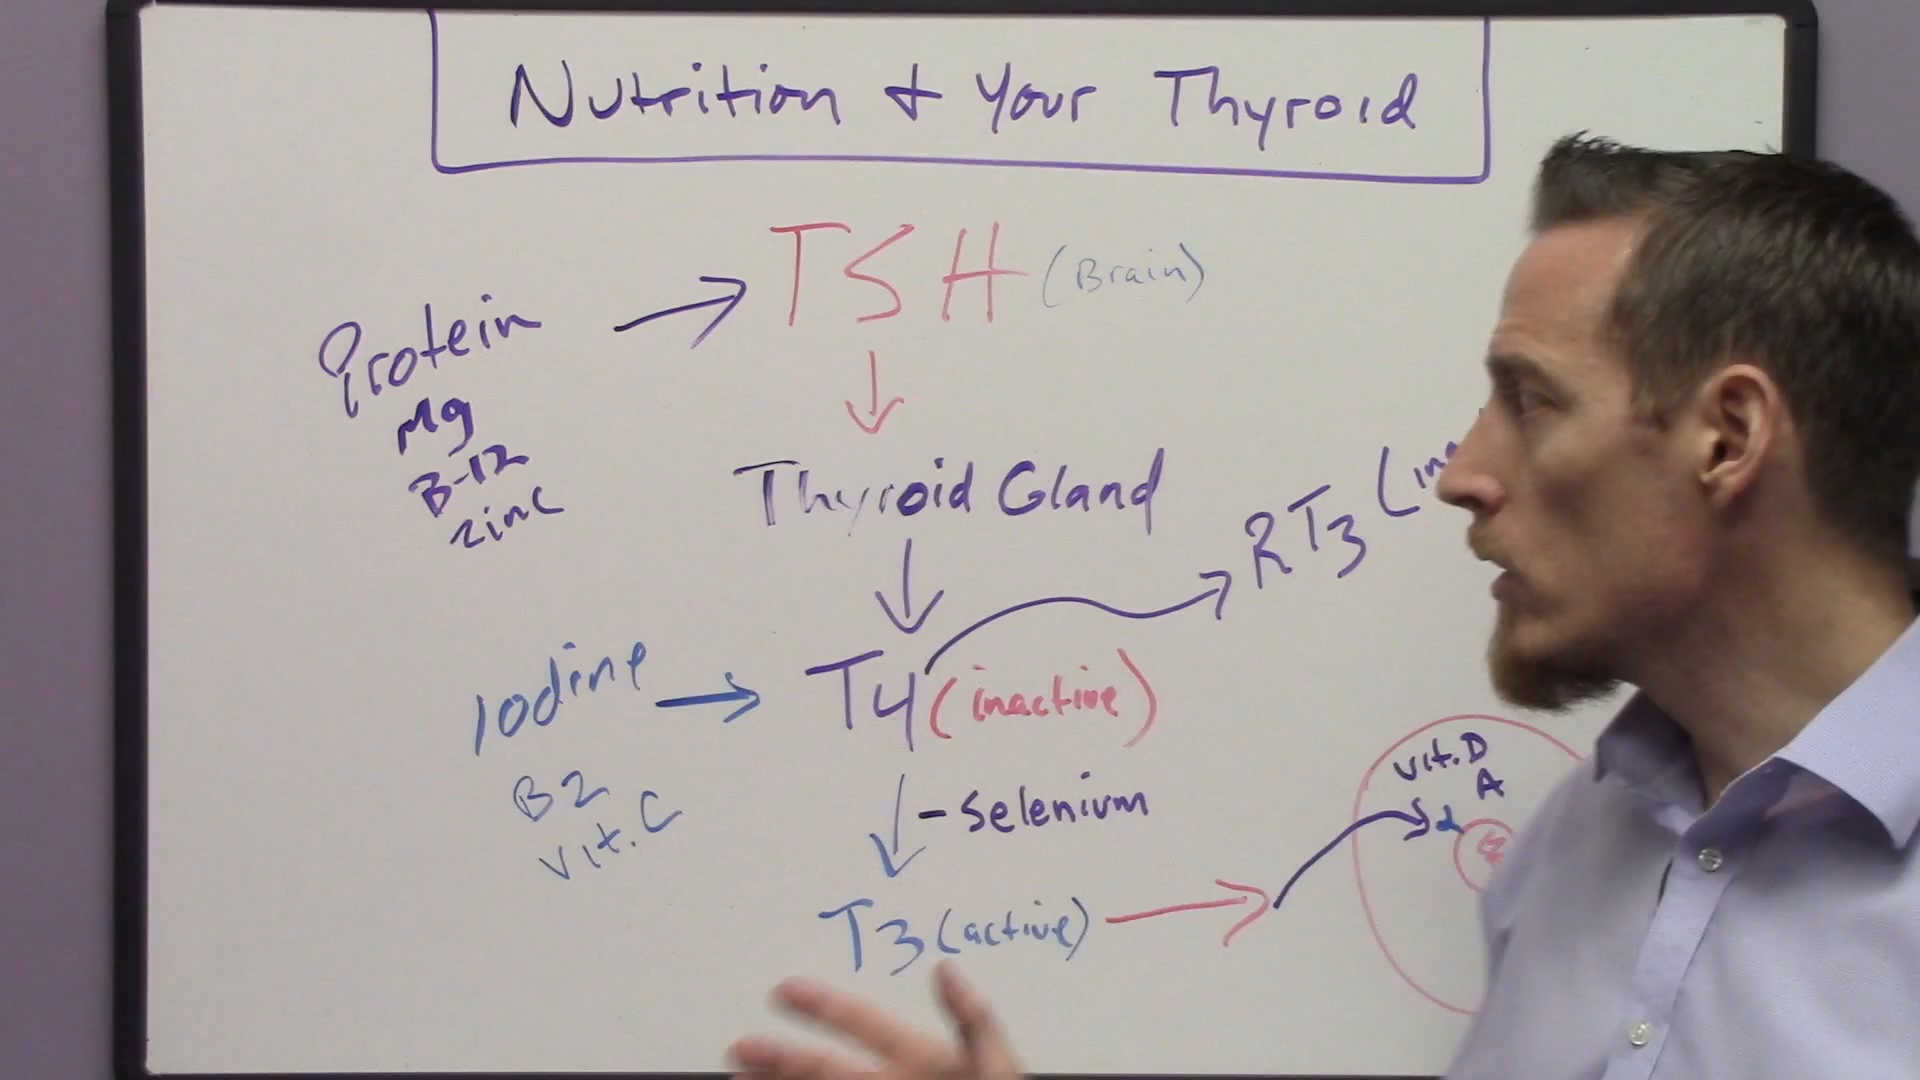 Nutrition + Your Thyroid
TSH (Brain)
Protein
Mg
B-12
Zinc
Thyroid Gland
RT3
Iodine
T4 (inactive)
B2
vit. C
- Selenium
vit. D
A
T3 (active)